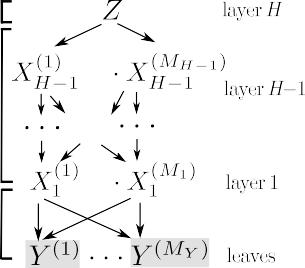 Z layer H
X_{H-1}^{(1)} · X_{H-1}^{(M_{H-1})} layer H-1
· · · · · ·
X_1^{(1)} · X_1^{(M_1)} layer 1
Y^{(1)} · · · Y^{(M_Y)} leaves